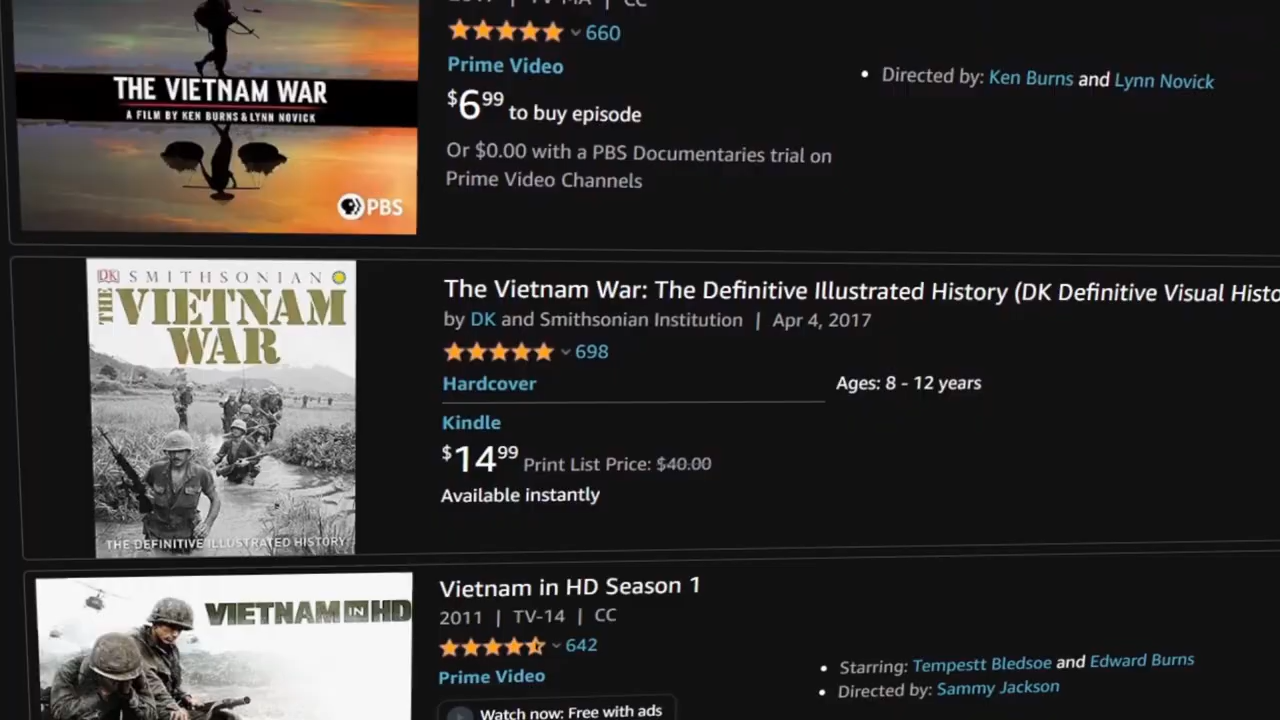 2017 | TV-MA | CC
660
Prime Video
$6.99 to buy episode
Or $0.00 with a PBS Documentaries trial on
Prime Video Channels
Directed by: Ken Burns and Lynn Novick
THE VIETNAM WAR
A FILM BY KEN BURNS & LYNN NOVICK
PBS
DK SMITHSONIAN
THE VIETNAM
WAR
THE DEFINITIVE ILLUSTRATED HISTORY
The Vietnam War: The Definitive Illustrated History (DK Definitive Visual Histo
by DK and Smithsonian Institution | Apr 4, 2017
698
Hardcover
Ages: 8 - 12 years
Kindle
$14.99 Print List Price: $40.00
Available instantly
VIETNAM IN HD
Vietnam in HD Season 1
2011 | TV-14 | CC
642
Prime Video
Watch now: Free with ads
Starring: Tempestt Bledsoe and Edward Burns
Directed by: Sammy Jackson